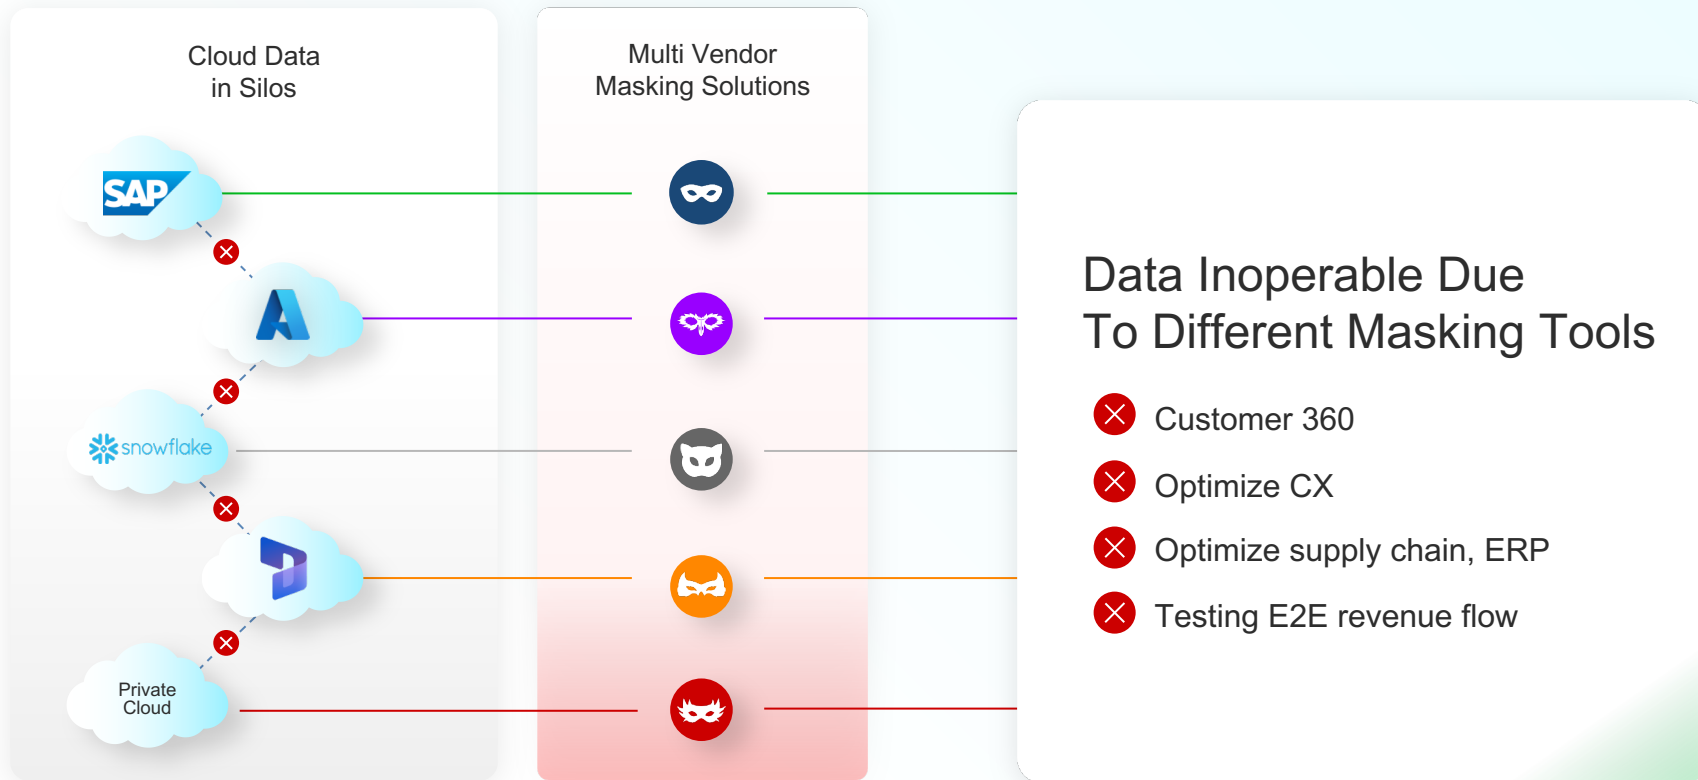 Cloud Data
in Silos
Multi Vendor
Masking Solutions
SAP
snowflake
Private
Cloud
Data Inoperable Due
To Different Masking Tools
Customer 360
Optimize CX
Optimize supply chain, ERP
Testing E2E revenue flow